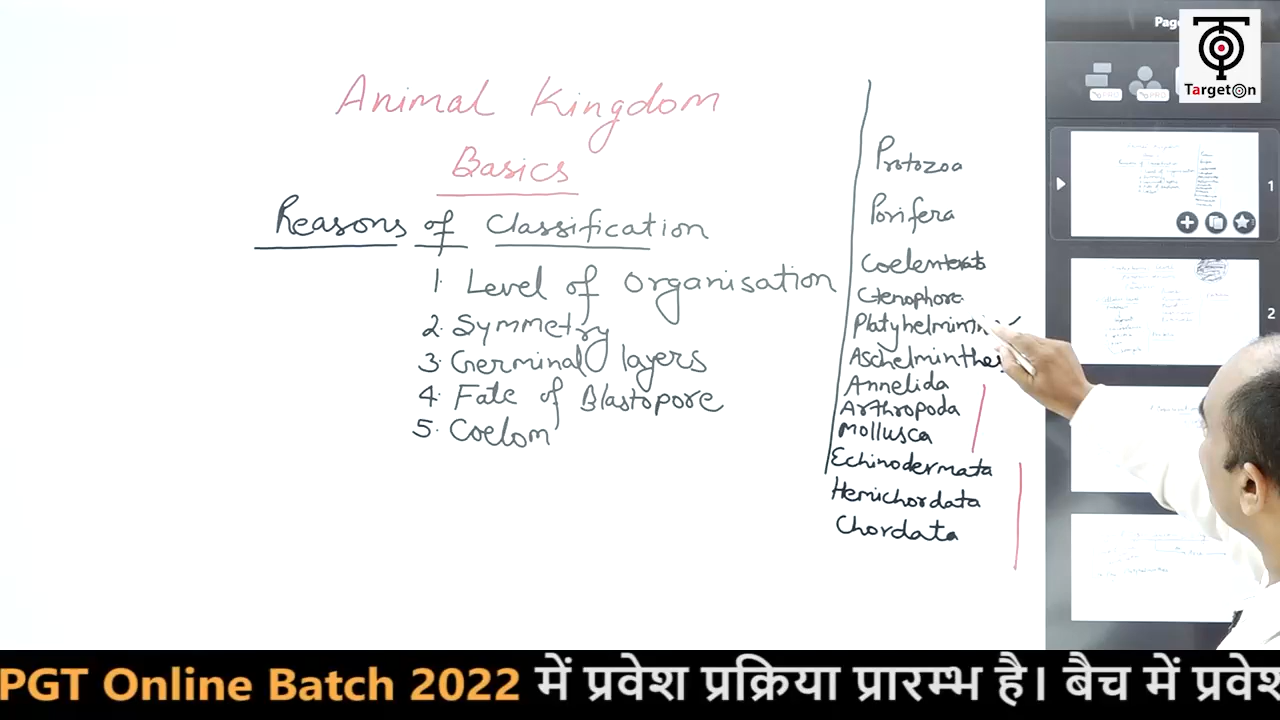 Animal Kingdom
Basics
Reasons of Classification
1. Level of Organisation
2. Symmetry
3. Germinal layers
4. Fate of Blastopore
5. Coelom
Protozoa
Porifera
Ctenophora
Aschelminthes
Annelida
Arthropoda
Mollusca
Echinodermata
Hemichordata
Chordata
TargetOn
1
2
PGT Online Batch 2022 में प्रवेश प्रक्रिया प्रारम्भ है। बैच में प्रवेश